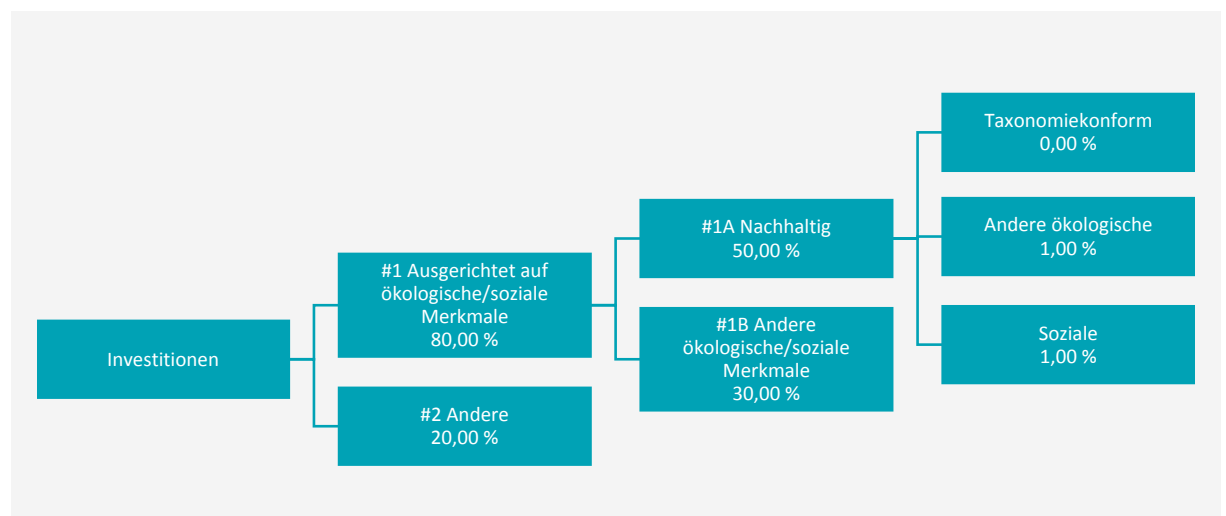 Investitionen
#1 Ausgerichtet auf
ökologische/soziale
Merkmale
80,00 %
#2 Andere
20,00 %
#1A Nachhaltig
50,00 %
#1B Andere
ökologische/soziale
Merkmale
30,00 %
Taxonomiekonform
0,00 %
Andere ökologische
1,00 %
Soziale
1,00 %